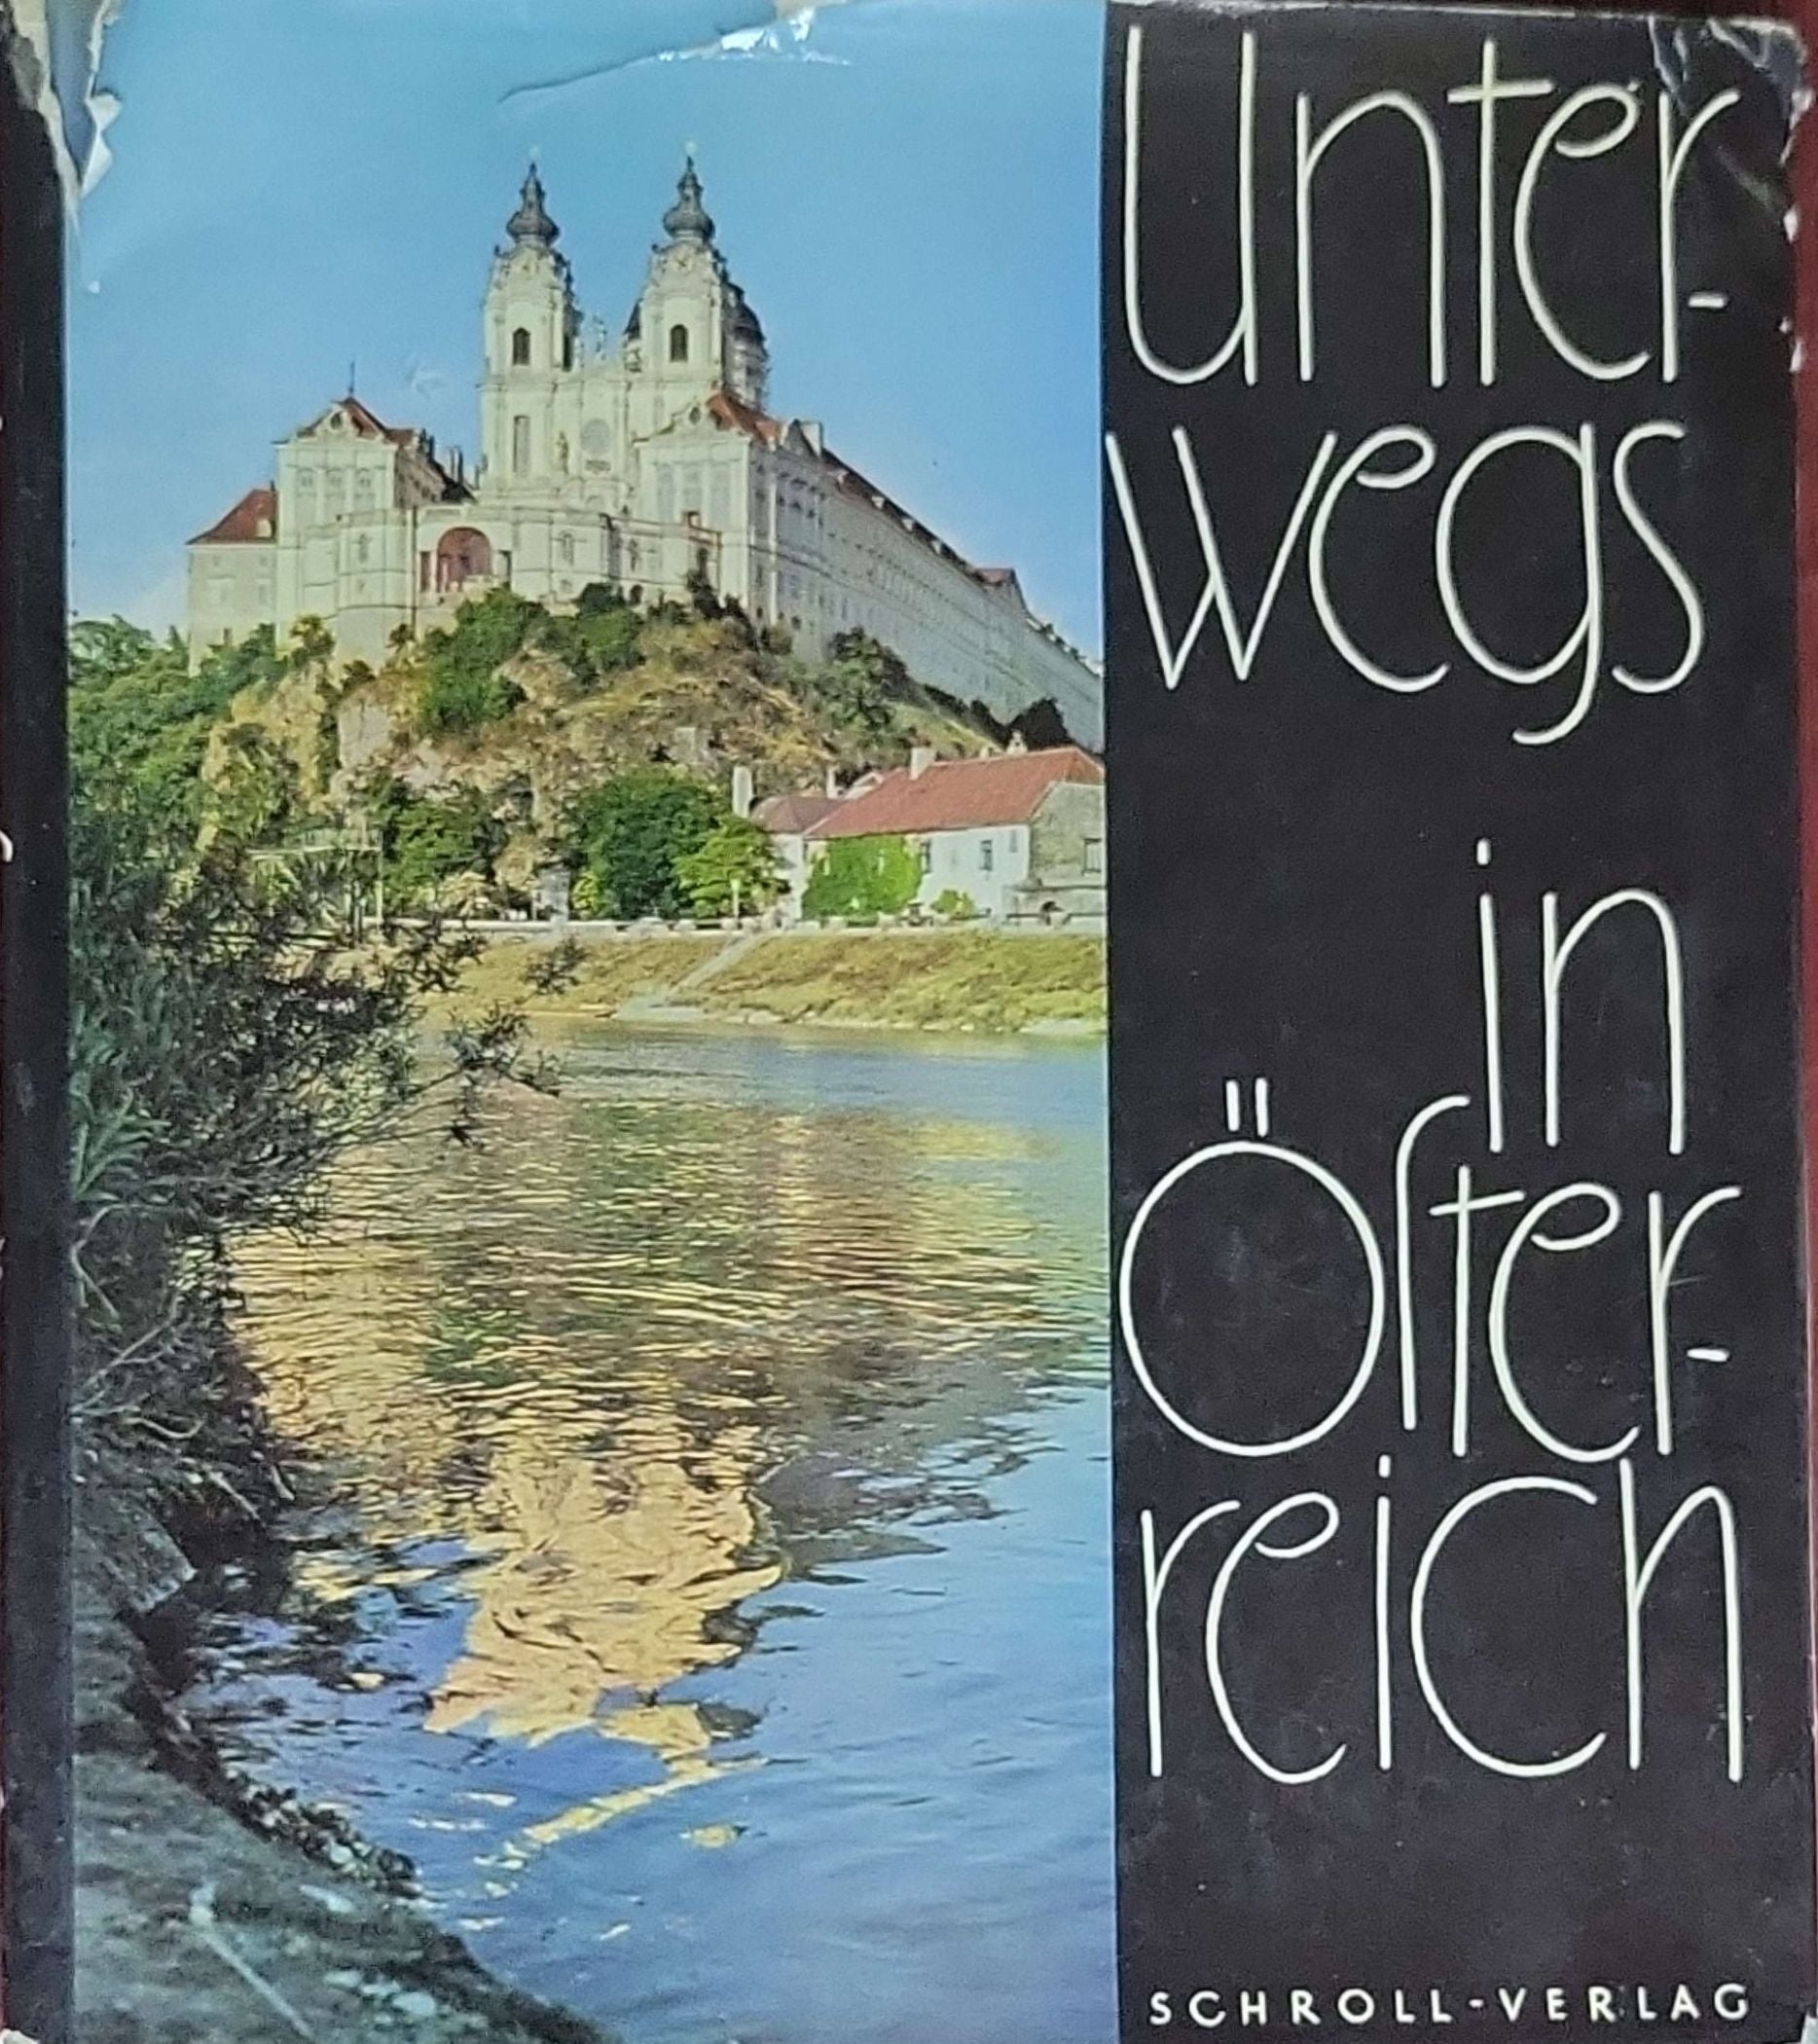 Unter-
wegs
in
Öſter-
reich
SCHROLL-VERLAG